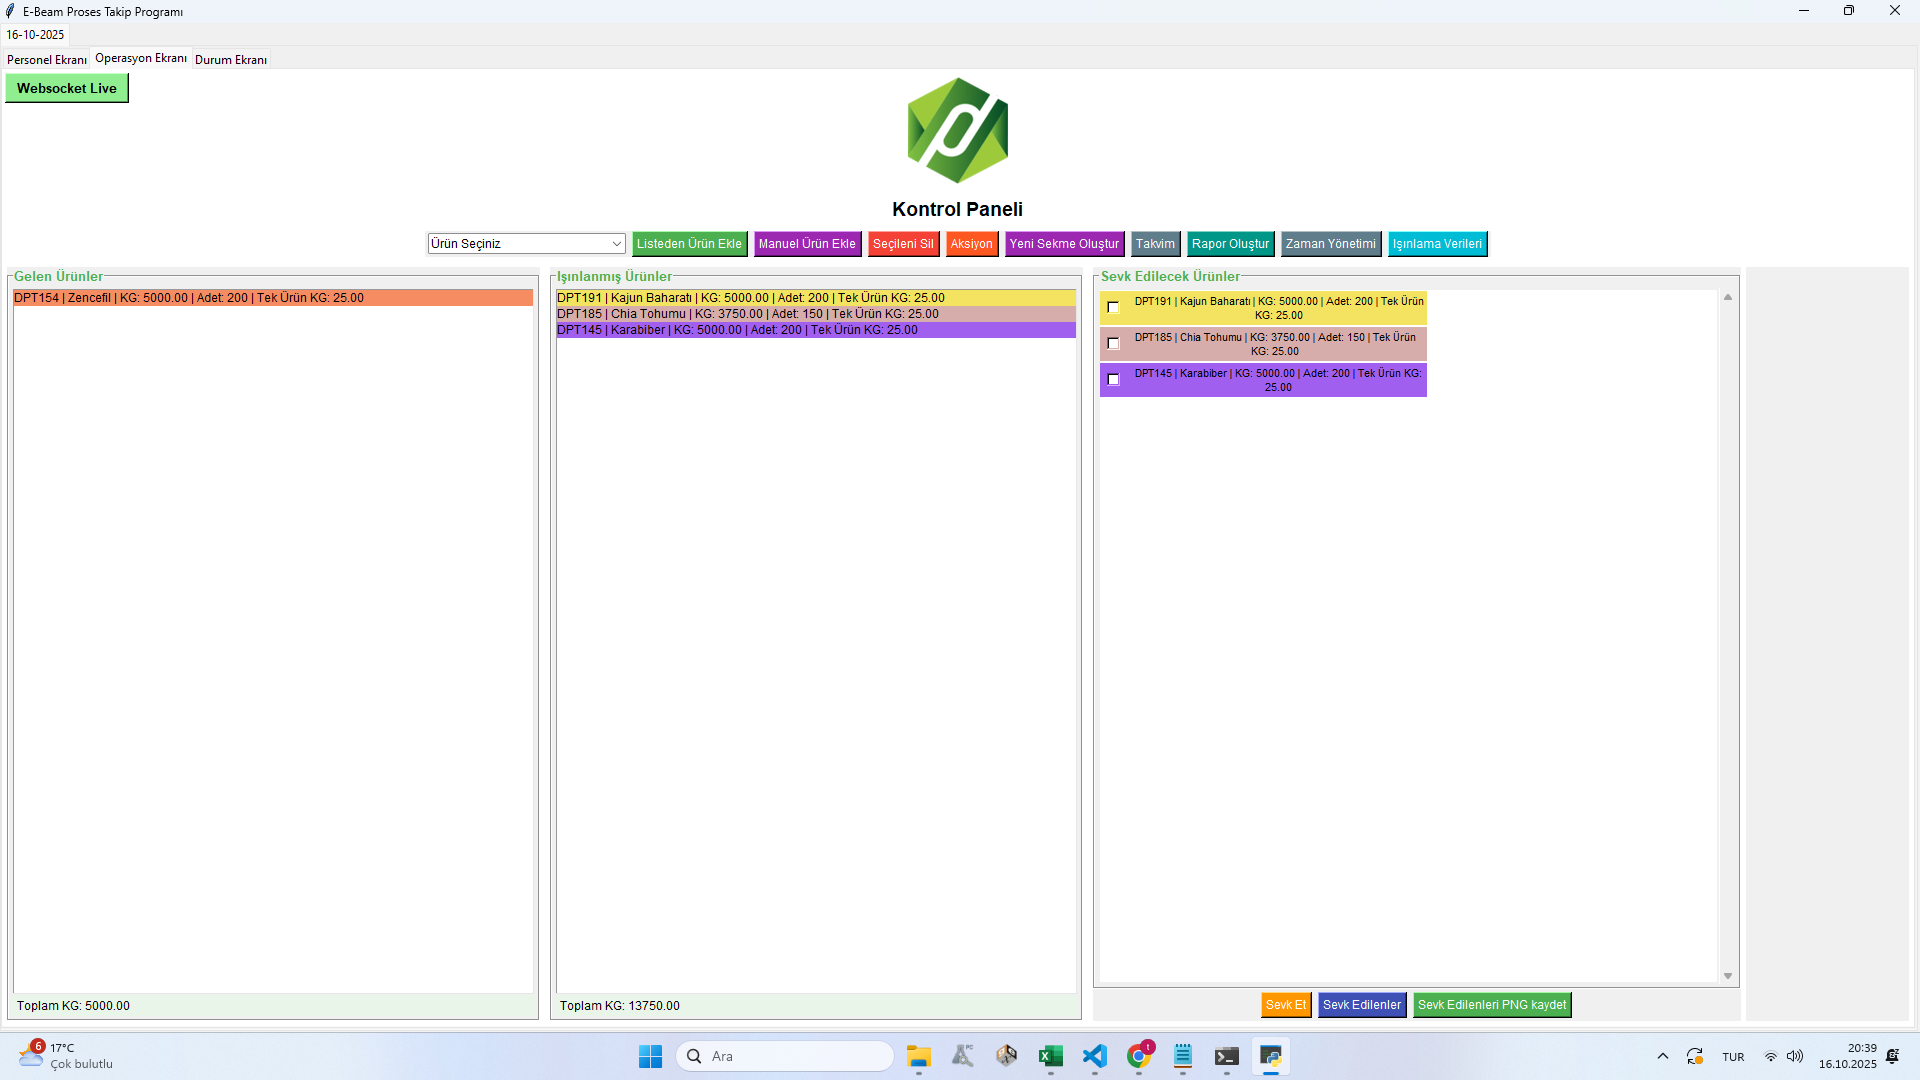 E-Beam Proses Takip Programı
16-10-2025
Personel Ekranı Operasyon Ekranı Durum Ekranı
Websocket Live
Kontrol Paneli
Ürün Seçiniz Listeden Ürün Ekle Manuel Ürün Ekle Seçileni Sil Aksiyon Yeni Sekme Oluştur Takvim Rapor Oluştur Zaman Yönetimi Işınlama Verileri
Gelen Ürünler
DPT154 | Zencefil | KG: 5000.00 | Adet: 200 | Tek Ürün KG: 25.00
Toplam KG: 5000.00
Işınlanmış Ürünler
DPT191 | Kajun Baharatı | KG: 5000.00 | Adet: 200 | Tek Ürün KG: 25.00
DPT185 | Chia Tohumu | KG: 3750.00 | Adet: 150 | Tek Ürün KG: 25.00
DPT145 | Karabiber | KG: 5000.00 | Adet: 200 | Tek Ürün KG: 25.00
Toplam KG: 13750.00
Sevk Edilecek Ürünler
DPT191 | Kajun Baharatı | KG: 5000.00 | Adet: 200 | Tek Ürün
KG: 25.00
DPT185 | Chia Tohumu | KG: 3750.00 | Adet: 150 | Tek Ürün
KG: 25.00
DPT145 | Karabiber | KG: 5000.00 | Adet: 200 | Tek Ürün KG:
25.00
Sevk Et Sevk Edilenler Sevk Edilenleri PNG kaydet
6
17°C
Çok bulutlu
Ara
PC
t
TUR
20:39
16.10.2025